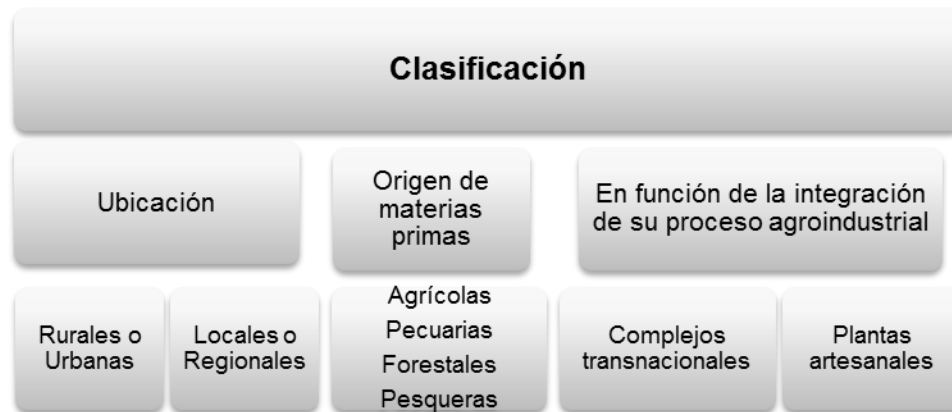 Clasificación
Ubicación
Origen de
materias
primas
En función de la integración
de su proceso agroindustrial
Rurales o
Urbanas
Locales o
Regionales
Agrícolas
Pecuarias
Forestales
Pesqueras
Complejos
transnacionales
Plantas
artesanales